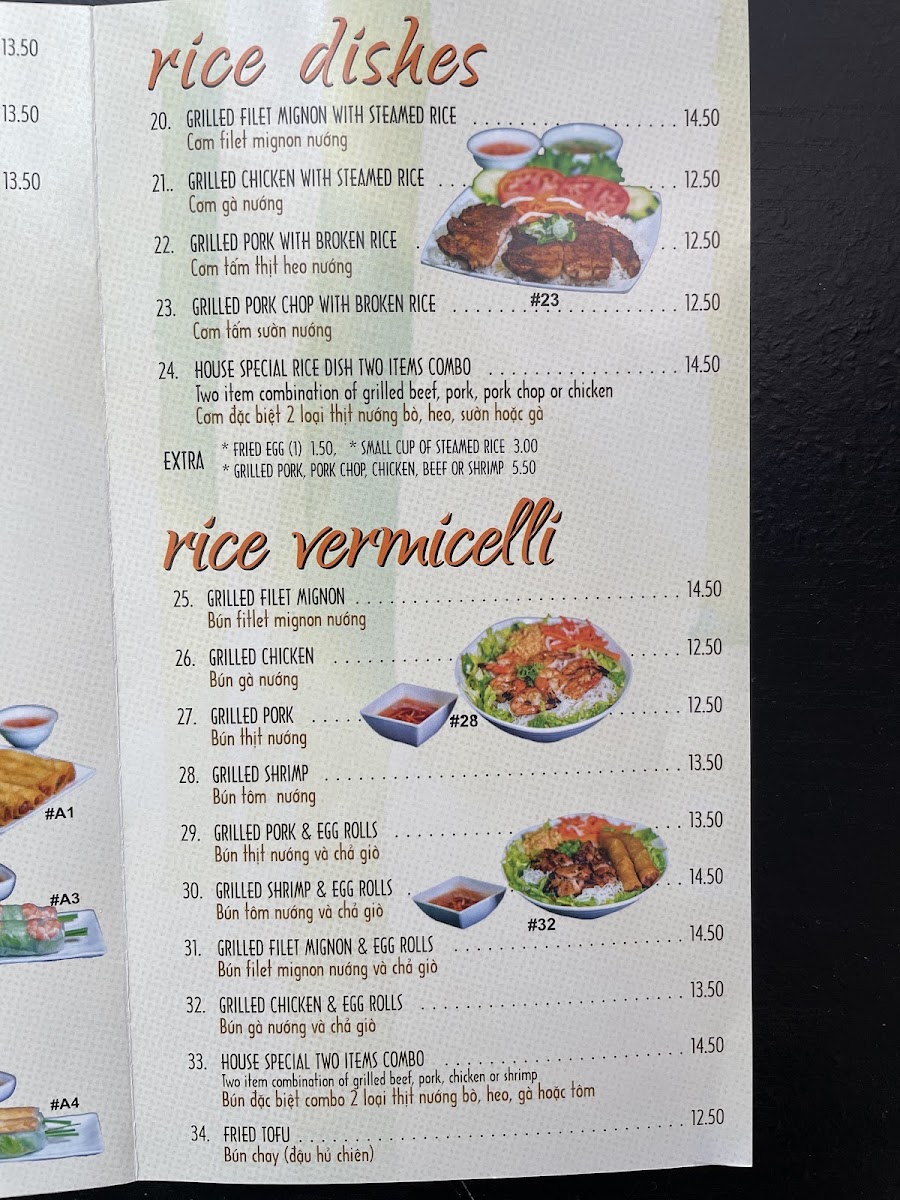 13.50
13.50
13.50
#A1
#A3
#A4
rice dishes
20. GRILLED FILET MIGNON WITH STEAMED RICE 14.50
Cơm filet mignon nướng
21.. GRILLED CHICKEN WITH STEAMED RICE 12.50
Cơm gà nướng
22. GRILLED PORK WITH BROKEN RICE 12.50
Cơm tấm thịt heo nướng
#23
23. GRILLED PORK CHOP WITH BROKEN RICE 12.50
Cơm tấm sườn nướng
24. HOUSE SPECIAL RICE DISH TWO ITEMS COMBO 14.50
Two item combination of grilled beef, pork, pork chop or chicken
Cơm đặc biệt 2 loại thịt nướng bò, heo, sườn hoặc gà
EXTRA * FRIED EGG (1) 1.50, * SMALL CUP OF STEAMED RICE 3.00
* GRILLED PORK, PORK CHOP, CHICKEN, BEEF OR SHRIMP 5.50
rice vermicelli
25. GRILLED FILET MIGNON 14.50
Bún fitlet mignon nướng
26. GRILLED CHICKEN 12.50
Bún gà nướng
27. GRILLED PORK 12.50
#28
Bún thịt nướng
28. GRILLED SHRIMP 13.50
Bún tôm nướng
29. GRILLED PORK & EGG ROLLS 13.50
Bún thịt nướng và chả giò
30. GRILLED SHRIMP & EGG ROLLS 14.50
Bún tôm nướng và chả giò
#32
31. GRILLED FILET MIGNON & EGG ROLLS 14.50
Bún filet mignon nướng và chả giò
32. GRILLED CHICKEN & EGG ROLLS 13.50
Bún gà nướng và chả giò
33. HOUSE SPECIAL TWO ITEMS COMBO 14.50
Two item combination of grilled beef, pork, chicken or shrimp
Bún đặc biệt combo 2 loại thịt nướng bò, heo, gà hoặc tôm
34. FRIED TOFU 12.50
Bún chay (đậu hủ chiên)